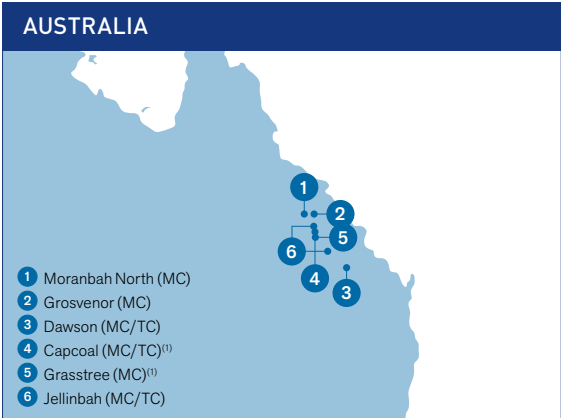 AUSTRALIA
1
2
5
6
4
3
1 Moranbah North (MC)
2 Grosvenor (MC)
3 Dawson (MC/TC)
4 Capcoal (MC/TC)(1)
5 Grasstree (MC)(1)
6 Jellinbah (MC/TC)